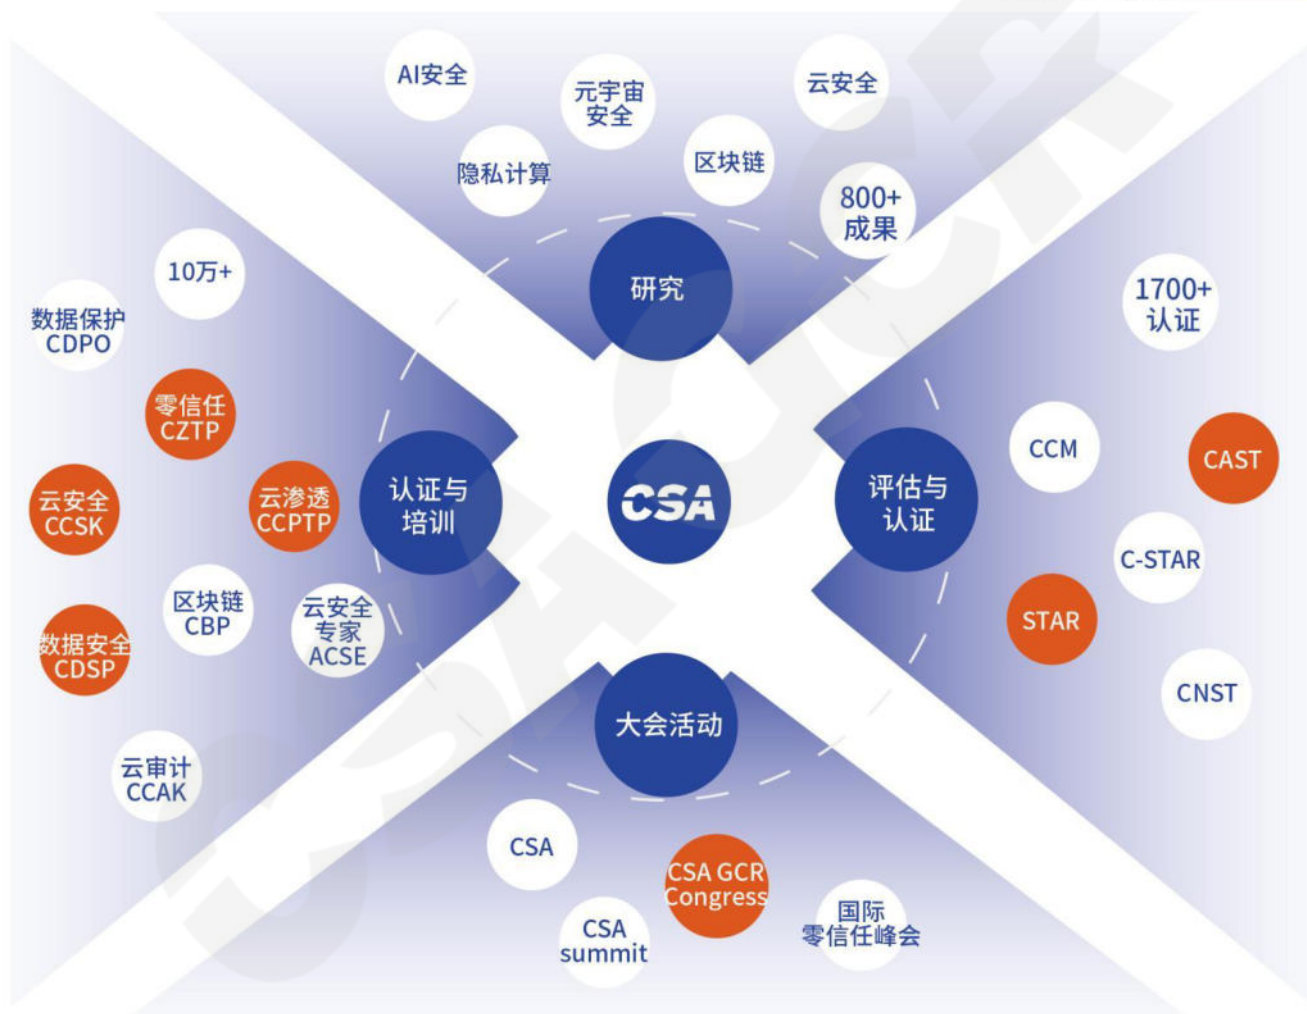 AI安全
元宇宙
安全
云安全
隐私计算
区块链
800+
成果
研究
10万+
数据保护
CDPO
零信任
CZTP
云安全
CCSK
云渗透
CCPTP
认证与
培训
区块链
CBP
云安全
专家
ACSE
数据安全
CDSP
云审计
CCAK
CSA
评估与
认证
1700+
认证
CCM
CAST
C-STAR
STAR
CNST
大会活动
CSA
CSA GCR
Congress
CSA
summit
国际
零信任峰会
CSA GCR